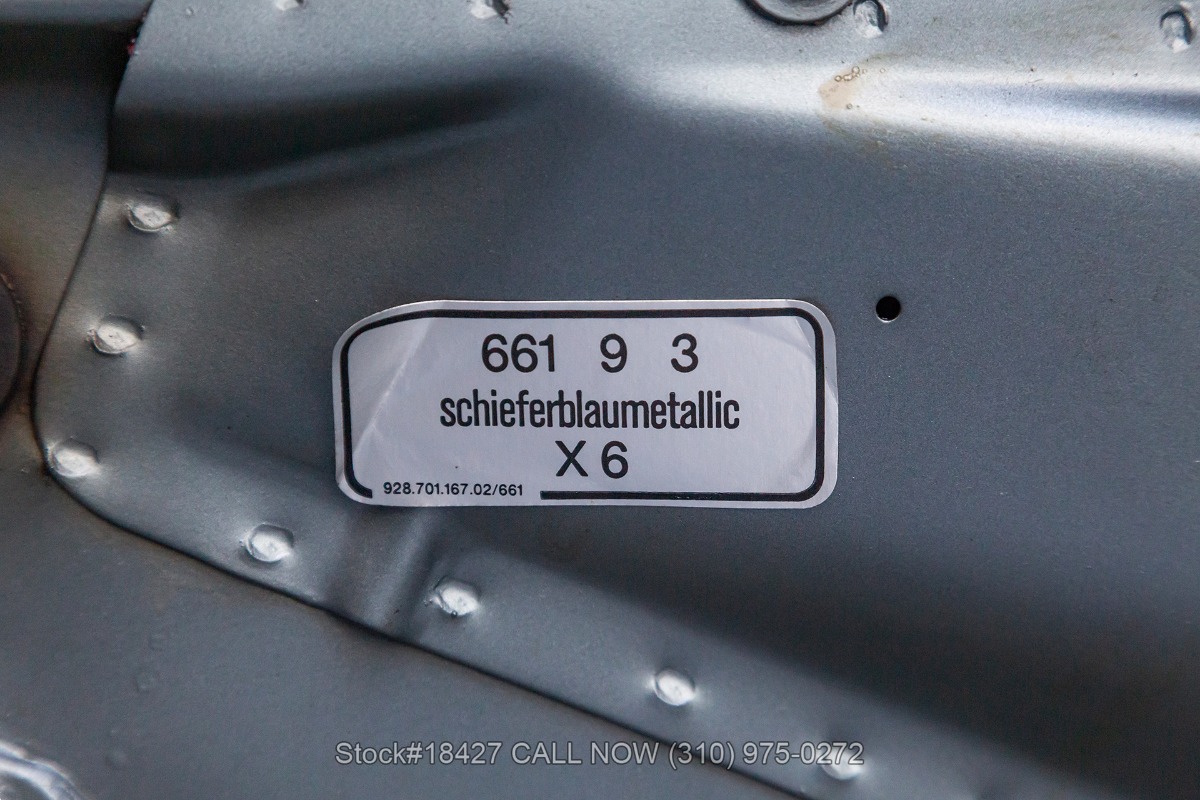 661 9 3
schieferblaumetallic
X 6
928.701.167.02/661
Stock#18427 CALL NOW (310) 975-0272